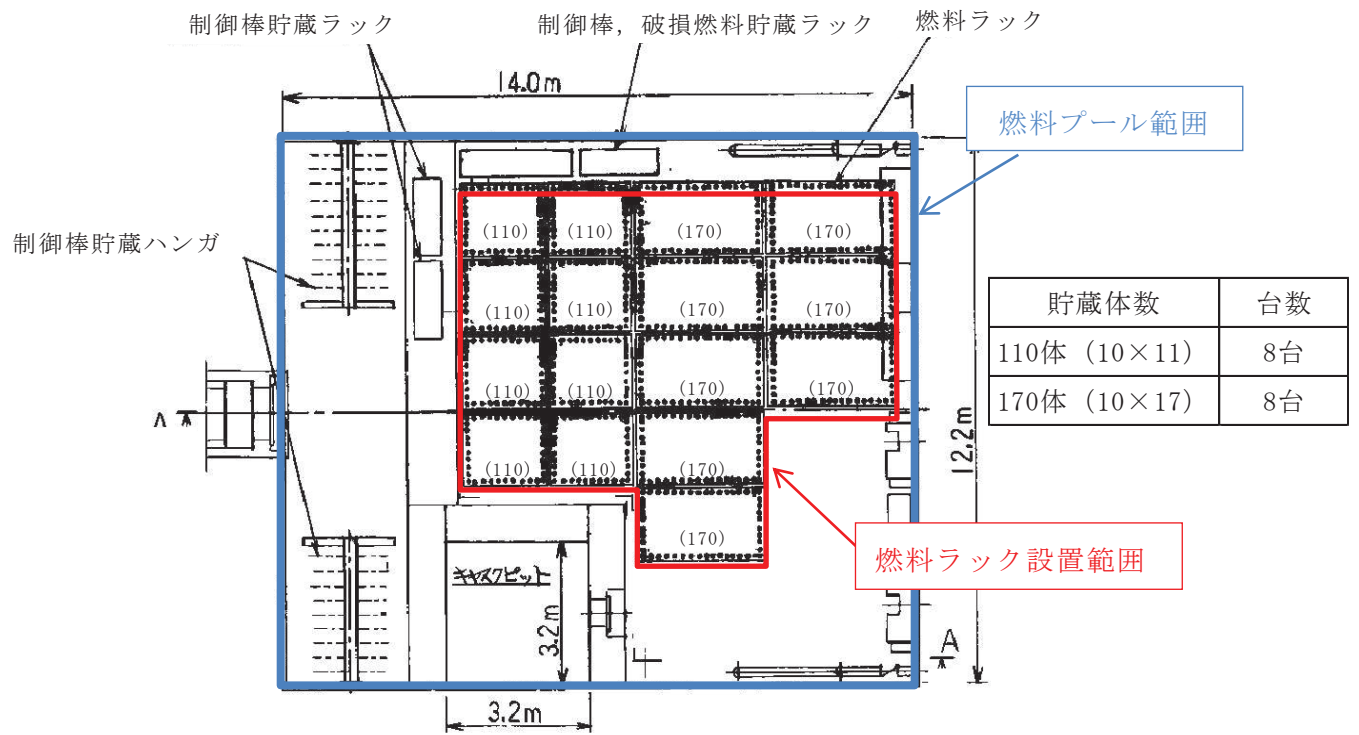 制御棒貯蔵ラック
制御棒，破損燃料貯蔵ラック
燃料ラック
14.0m
燃料プール範囲
制御棒貯蔵ハンガ
(110) (110) (170) (170)
(110) (110) (170) (170)
(110) (110) (170) (170)
(110) (110) (170)
(170)
貯蔵体数 台数
110体（10×11） 8台
170体（10×17） 8台
A
12.2m
燃料ラック設置範囲
キャスクピット
3.2m
A
3.2m